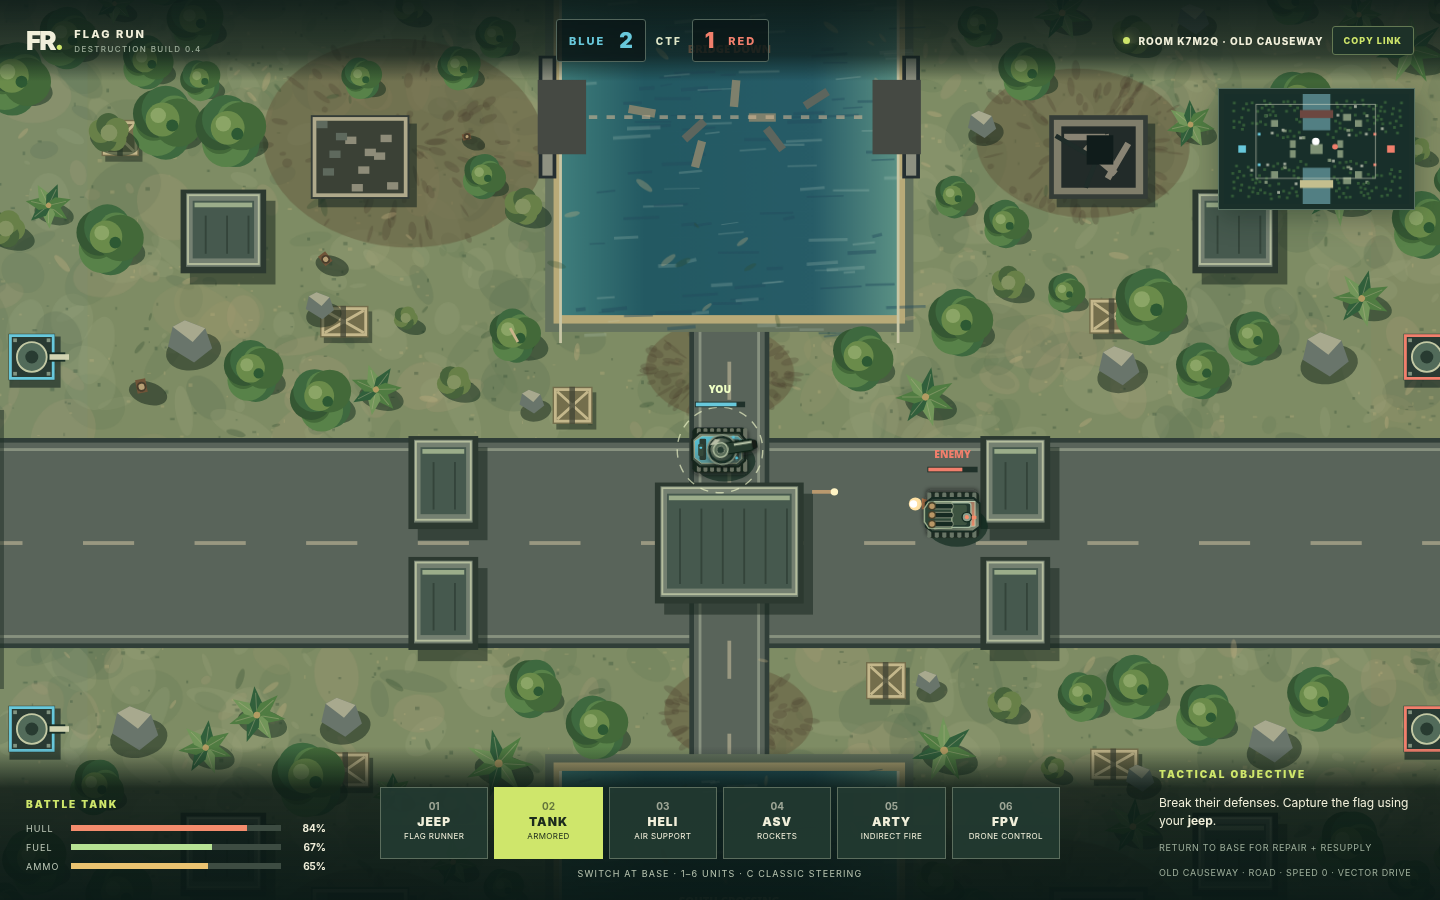 FR.
FLAG RUN
DESTRUCTION BUILD 0.4
BLUE 2 CTF 1 RED
ROOM K7M2Q · OLD CAUSEWAY
COPY LINK
YOU
ENEMY
BATTLE TANK
HULL 84%
FUEL 67%
AMMO 65%
01
JEEP
FLAG RUNNER
02
TANK
ARMORED
03
HELI
AIR SUPPORT
04
ASV
ROCKETS
05
ARTY
INDIRECT FIRE
06
FPV
DRONE CONTROL
SWITCH AT BASE · 1–6 UNITS · C CLASSIC STEERING
TACTICAL OBJECTIVE
Break their defenses. Capture the flag using
your jeep.
RETURN TO BASE FOR REPAIR + RESUPPLY
OLD CAUSEWAY · ROAD · SPEED 0 · VECTOR DRIVE